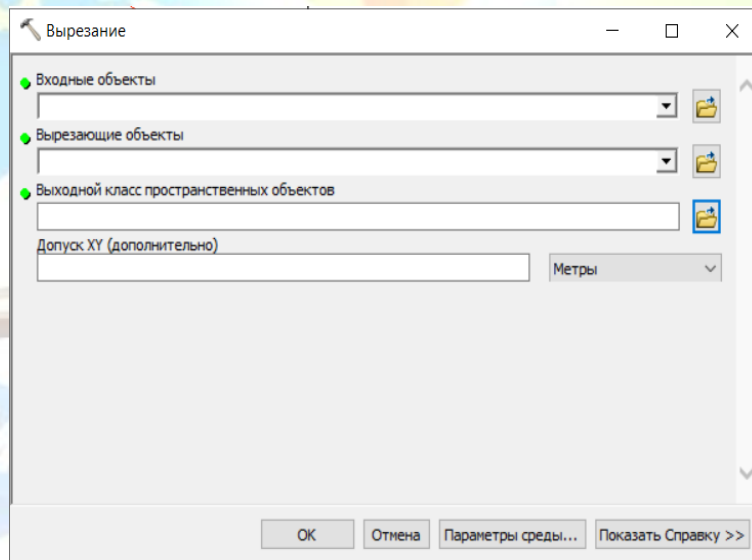 Вырезание
Входные объекты
Вырезающие объекты
Выходной класс пространственных объектов
Допуск XY (дополнительно)
Метры
OK Отмена Параметры среды... Показать Справку >>